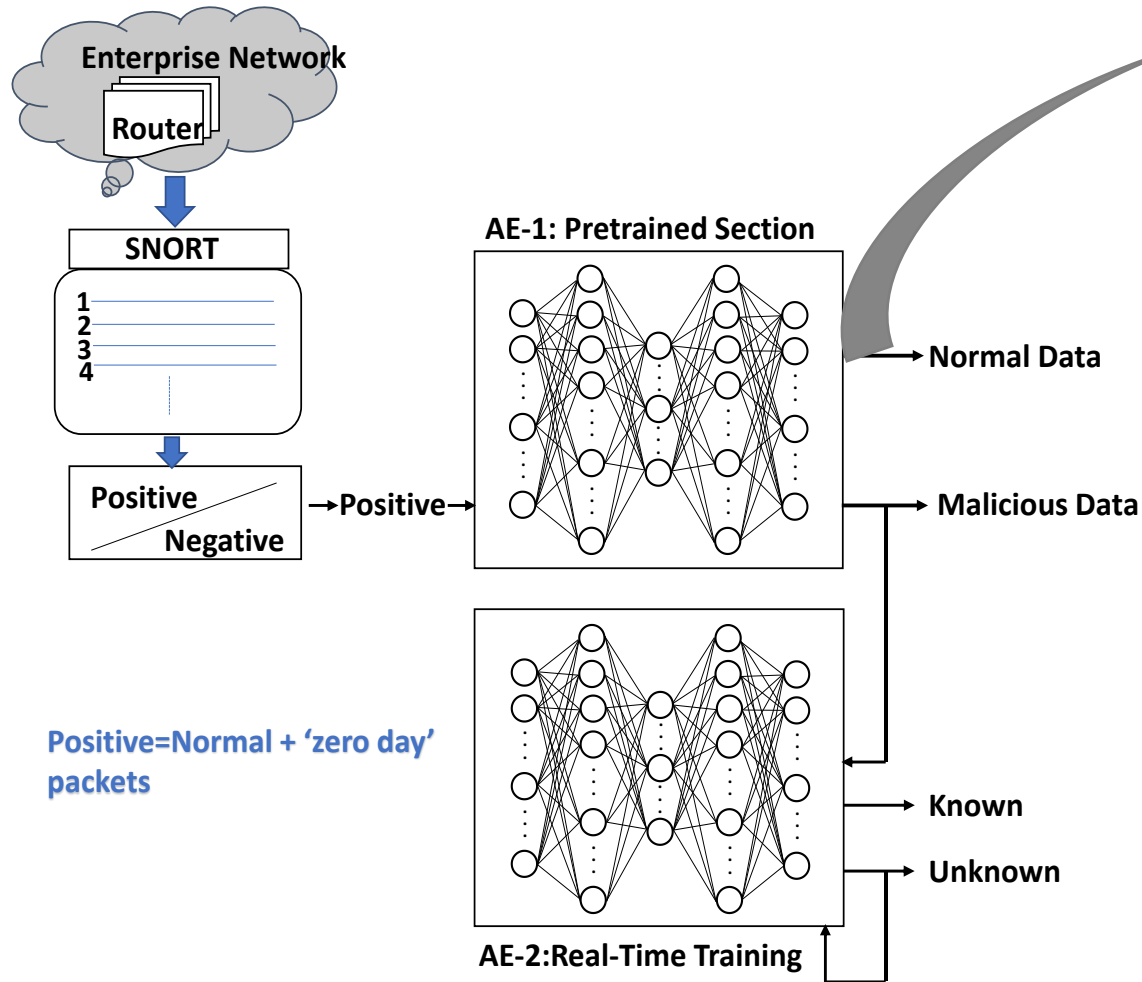 Enterprise Network
Router
SNORT
1
2
3
4
Positive
Negative
Positive
AE-1: Pretrained Section
Normal Data
Malicious Data
Positive=Normal + ‘zero day’
packets
Known
Unknown
AE-2:Real-Time Training